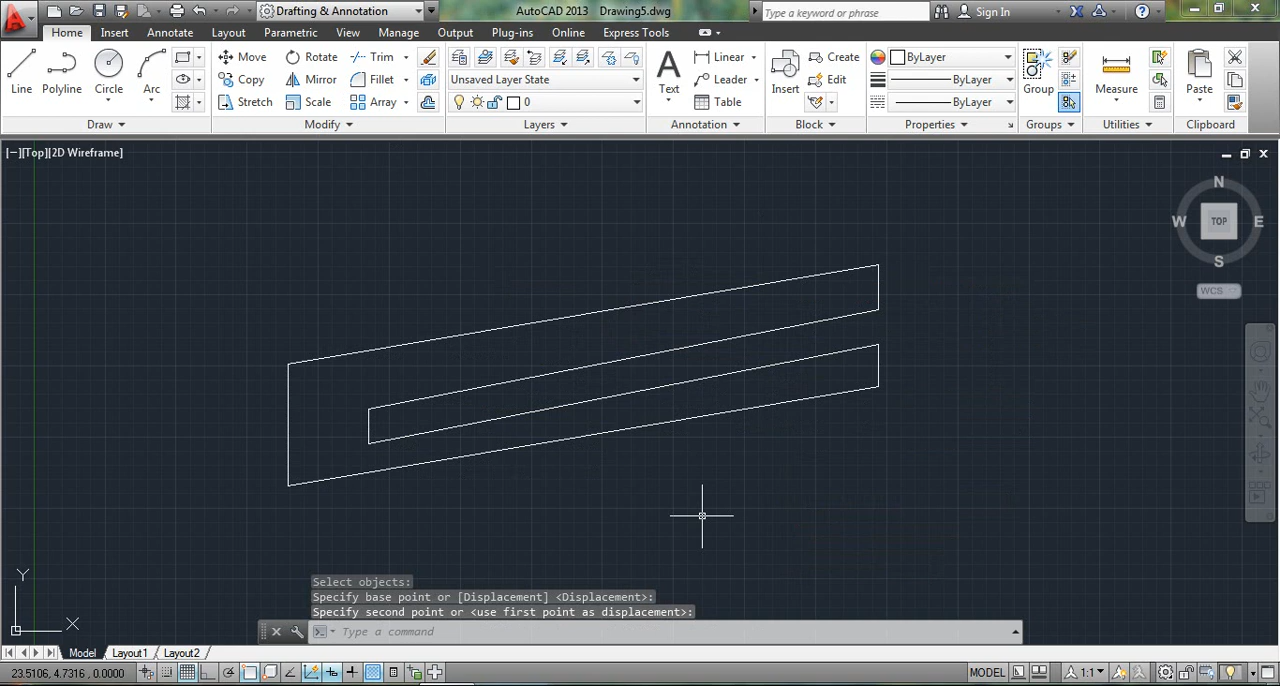 Drafting & Annotation
AutoCAD 2013 Drawing5.dwg
Type a keyword or phrase
Sign In
Home Insert Annotate Layout Parametric View Manage Output Plug-ins Online Express Tools
Line
Polyline
Circle
Arc
Draw
Move Rotate Trim
Copy Mirror Fillet
Stretch Scale Array
Modify
Unsaved Layer State
0
Layers
Text
Linear
Leader
Table
Annotation
Insert
Create
Edit
Block
ByLayer
ByLayer
ByLayer
Properties
Group
Groups
Measure
Utilities
Paste
Clipboard
[−][Top][2D Wireframe]
N
W TOP E
S
WCS
Y
X
Select objects:
Specify base point or [Displacement] <Displacement>:
Specify second point or <use first point as displacement>:
Type a command
Model Layout1 Layout2
23.5106, 4.7316, 0.0000
MODEL
1:1